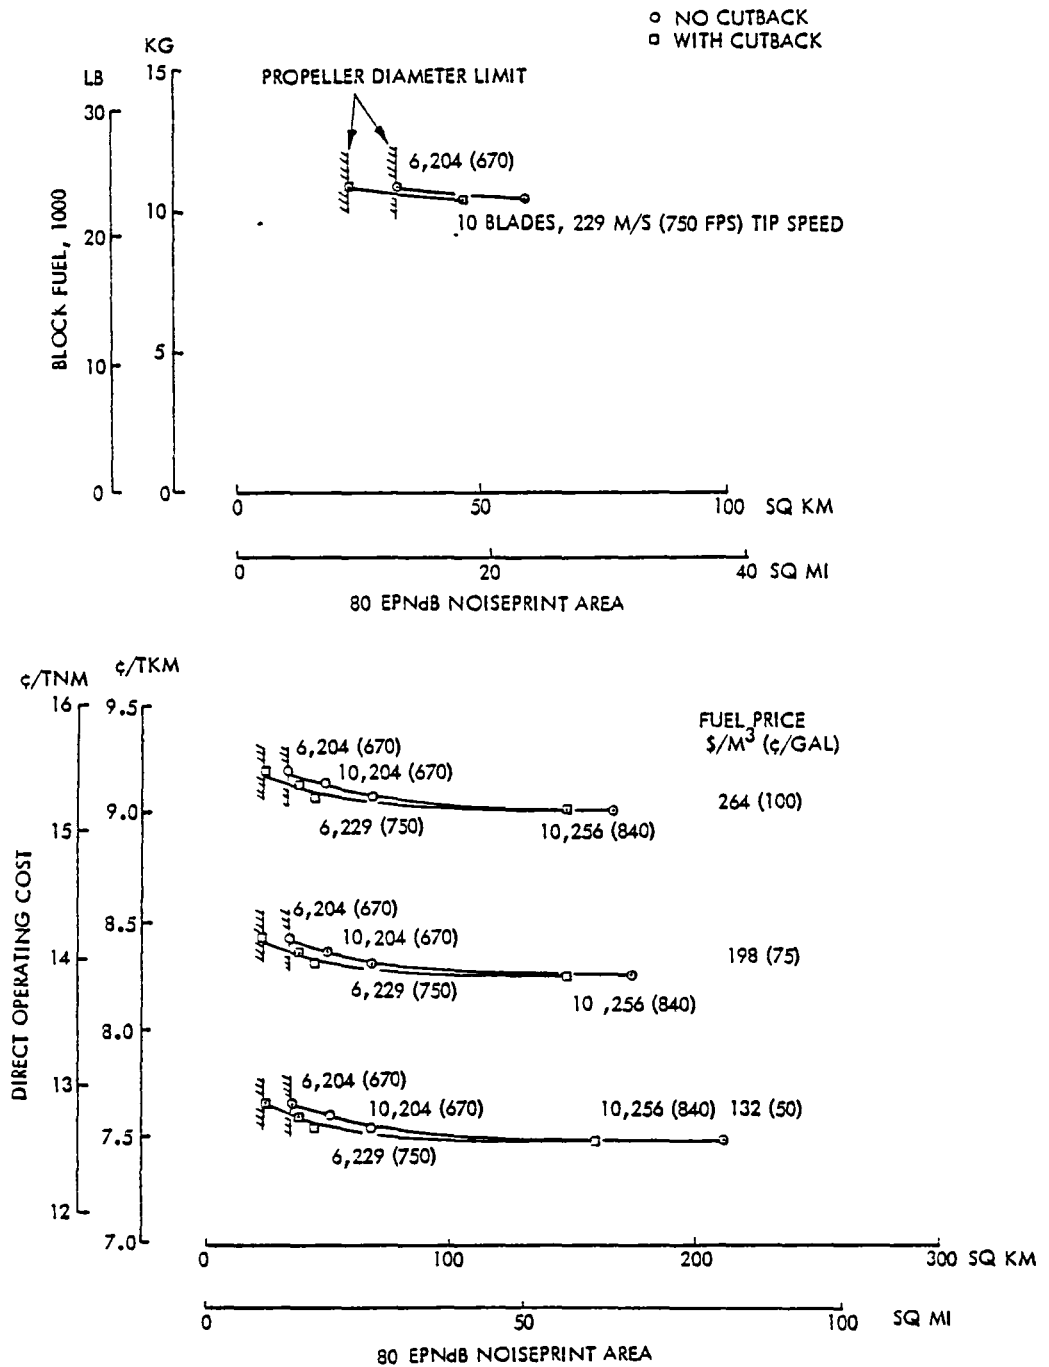 ○ NO CUTBACK
□ WITH CUTBACK
KG
LB
15
PROPELLER DIAMETER LIMIT
30
6,204 (670)
10
10 BLADES, 229 M/S (750 FPS) TIP SPEED
20
BLOCK FUEL, 1000
5
10
0
0
0
50
100 SQ KM
0
20
40 SQ MI
80 EPNdB NOISEPRINT AREA
¢/TNM
¢/TKM
16
9.5
FUEL PRICE
$/M3 (¢/GAL)
6,204 (670)
10,204 (670)
264 (100)
9.0
15
6,229 (750)
10,256 (840)
DIRECT OPERATING COST
8.5
6,204 (670)
10,204 (670)
14
198 (75)
6,229 (750)
10 ,256 (840)
8.0
13
6,204 (670)
10,204 (670)
10,256 (840)
132 (50)
7.5
6,229 (750)
12
7.0
0
100
200
300 SQ KM
0
50
100
SQ MI
80 EPNdB NOISEPRINT AREA